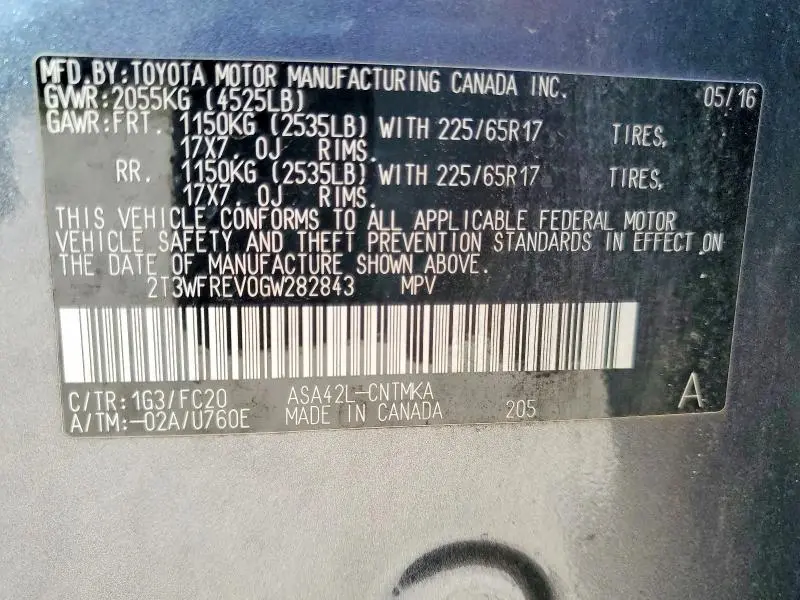 MFD.BY:TOYOTA MOTOR MANUFACTURING CANADA INC. 05/16
GVWR:2055KG (4525LB)
GAWR:FRT. 1150KG (2535LB) WITH 225/65R17 TIRES,
17X7.0J RIMS.
RR. 1150KG (2535LB) WITH 225/65R17 TIRES,
17X7.0J RIMS.
THIS VEHICLE CONFORMS TO ALL APPLICABLE FEDERAL MOTOR
VEHICLE SAFETY AND THEFT PREVENTION STANDARDS IN EFFECT ON
THE DATE OF MANUFACTURE SHOWN ABOVE.
2T3WFREV0GW282843 MPV
C/TR:1G3/FC20 ASA42L-CNTMKA
A/TM:-02A/U760E MADE IN CANADA 205 A